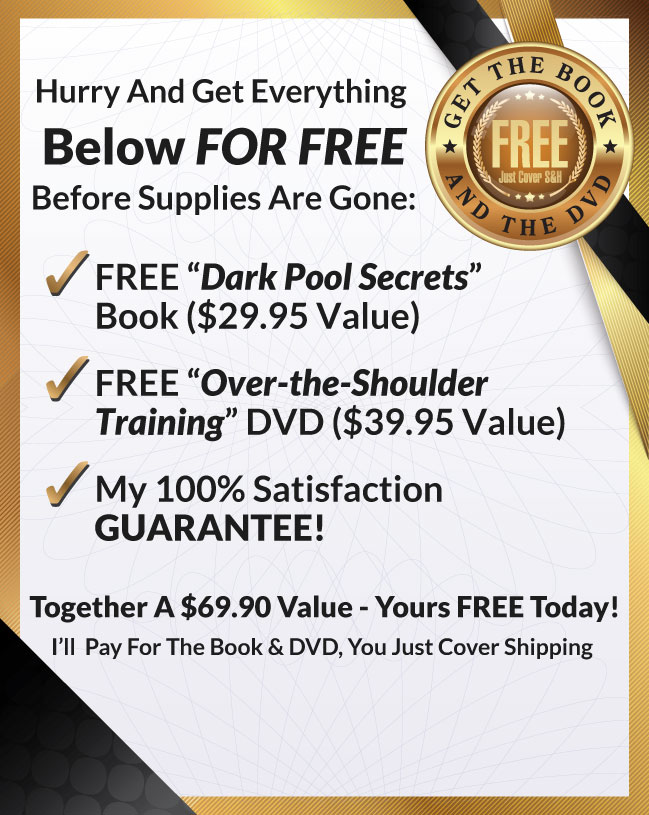 Hurry And Get Everything
Below FOR FREE
Before Supplies Are Gone:
GET THE BOOK
FREE
Just Cover S&H
AND THE DVD
FREE “Dark Pool Secrets”
Book ($29.95 Value)
FREE “Over-the-Shoulder
Training” DVD ($39.95 Value)
My 100% Satisfaction
GUARANTEE!
Together A $69.90 Value - Yours FREE Today!
I’ll Pay For The Book & DVD, You Just Cover Shipping